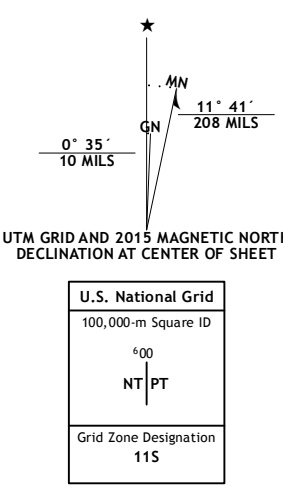 ★
MN
11° 41´
208 MILS
GN
0° 35´
10 MILS
UTM GRID AND 2015 MAGNETIC NORTH
DECLINATION AT CENTER OF SHEET
U.S. National Grid
100,000-m Square ID
⁶00
NT PT
Grid Zone Designation
11S